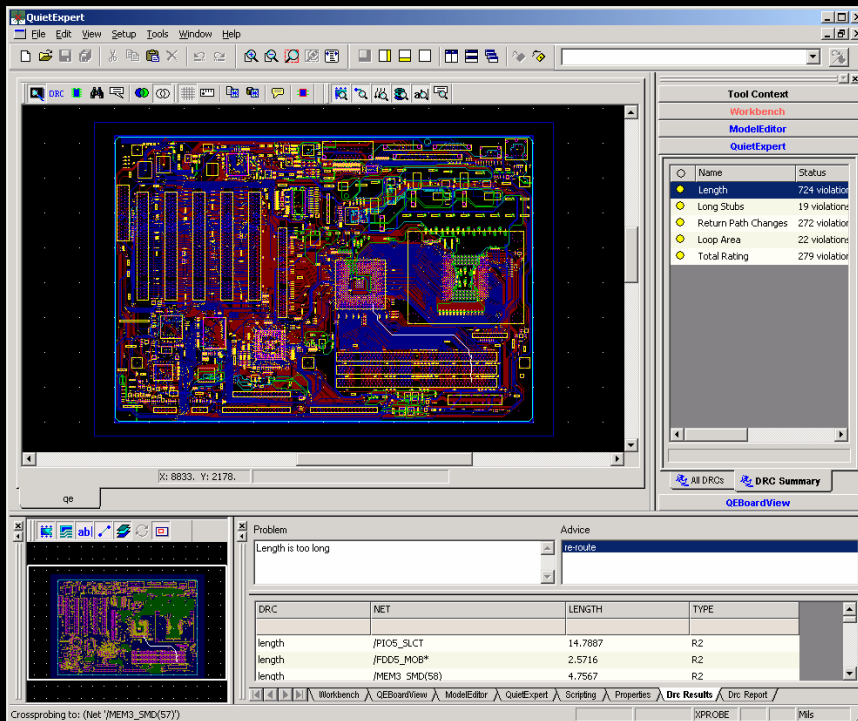 QuietExpert
File Edit View Setup Tools Window Help
DRC
Tool Context
Workbench
ModelEditor
QuietExpert
Name Status
Length 724 violation
Long Stubs 19 violations
Return Path Changes 272 violation
Loop Area 22 violations
Total Rating 279 violation
X: 8833. Y: 2178.
qe
All DRCs DRC Summary
QEBoardView
Problem Advice
Length is too long re-route
DRC NET LENGTH TYPE
length /PIO5_SLCT 14.7887 R2
length /FDD5_MOB* 2.5716 R2
length /MEM3_SMD(58) 4.7567 R2
Workbench QEBoardView ModelEditor QuietExpert Scripting Properties Drc Results Drc Report
Crossprobing to: (Net '/MEM3_SMD(57)') XPROBE Mils